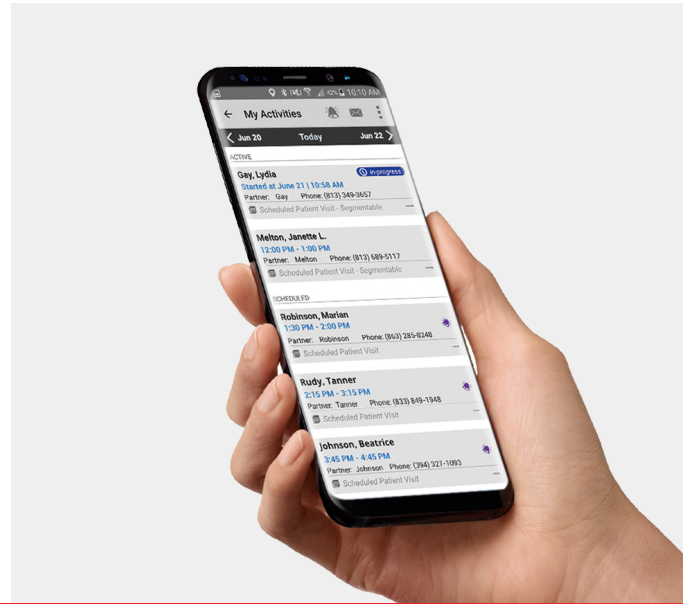 43% 10:10 AM
My Activities
Jun 20 Today Jun 22
ACTIVE
Gay, Lydia in-progress
Started at June 21 | 10:58 AM
Partner: Gay Phone: (813) 349-3657
Scheduled Patient Visit - Segmentable
Melton, Janette L.
12:00 PM - 1:00 PM
Partner: Melton Phone: (813) 689-5117
Scheduled Patient Visit - Segmentable
SCHEDULED
Robinson, Marian
1:30 PM - 2:00 PM
Partner: Robinson Phone: (863) 285-8248
Scheduled Patient Visit
Rudy, Tanner
2:15 PM - 3:15 PM
Partner: Tanner Phone: (833) 849-1948
Scheduled Patient Visit
Johnson, Beatrice
3:45 PM - 4:45 PM
Partner: Johnson Phone: (394) 327-1093
Scheduled Patient Visit